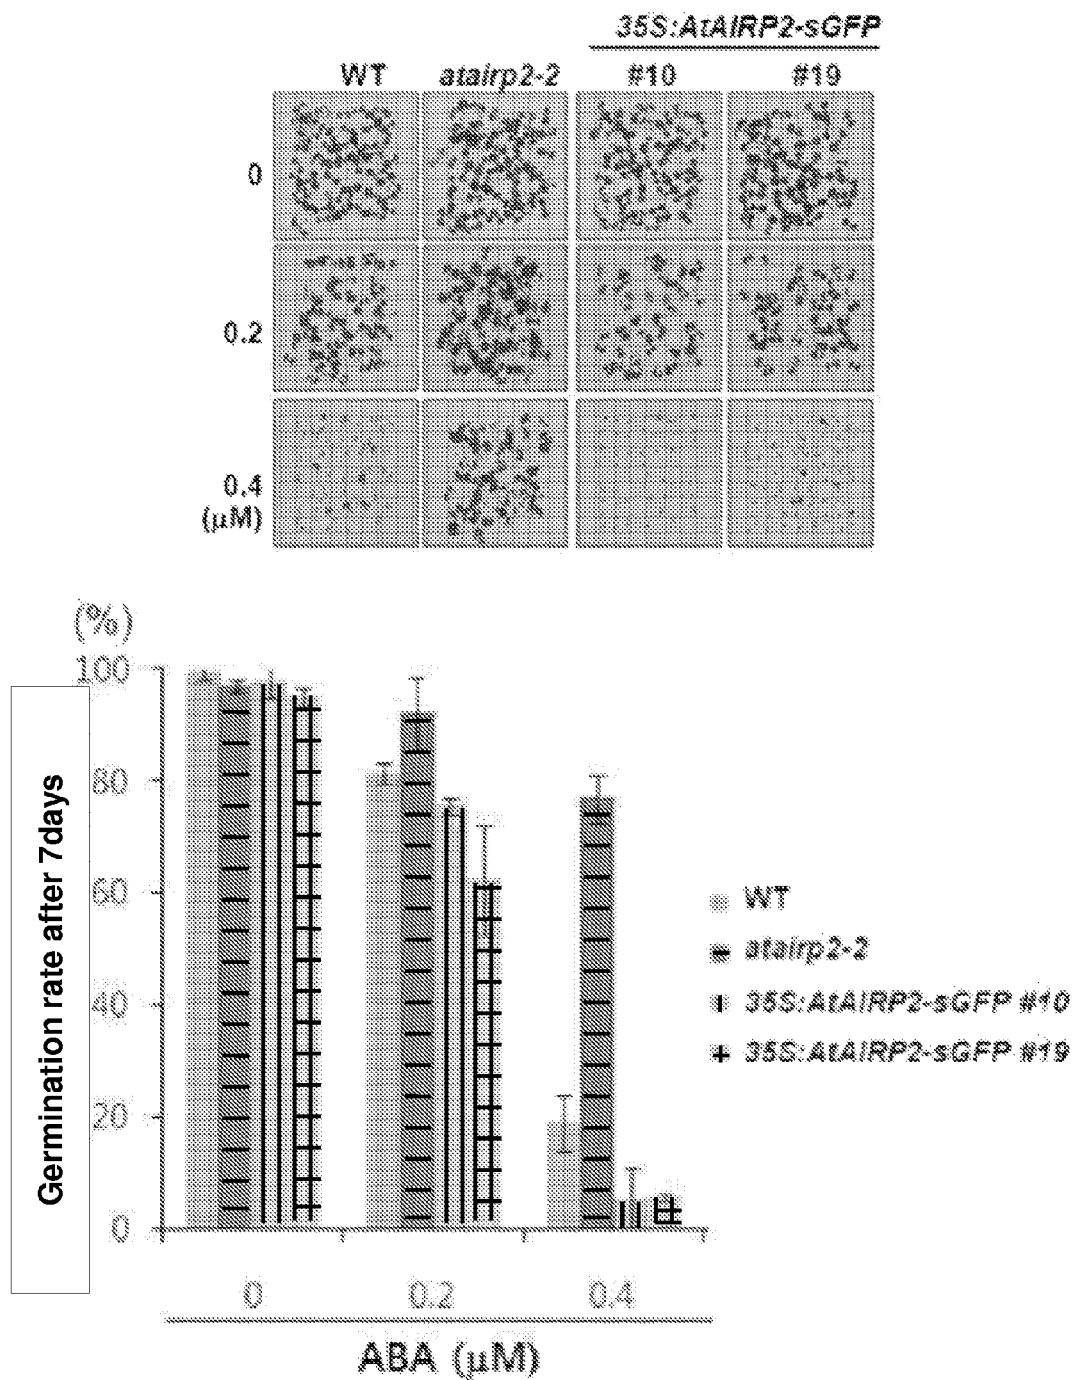 35S:AtAIRP2-sGFP
WT atairp2-2 #10 #19
0
0.2
0.4
(μM)
(%)
100
80
60
40
20
0
Germination rate after 7days
WT
atairp2-2
35S:AtAIRP2-sGFP #10
35S:AtAIRP2-sGFP #19
0 0.2 0.4
ABA (μM)